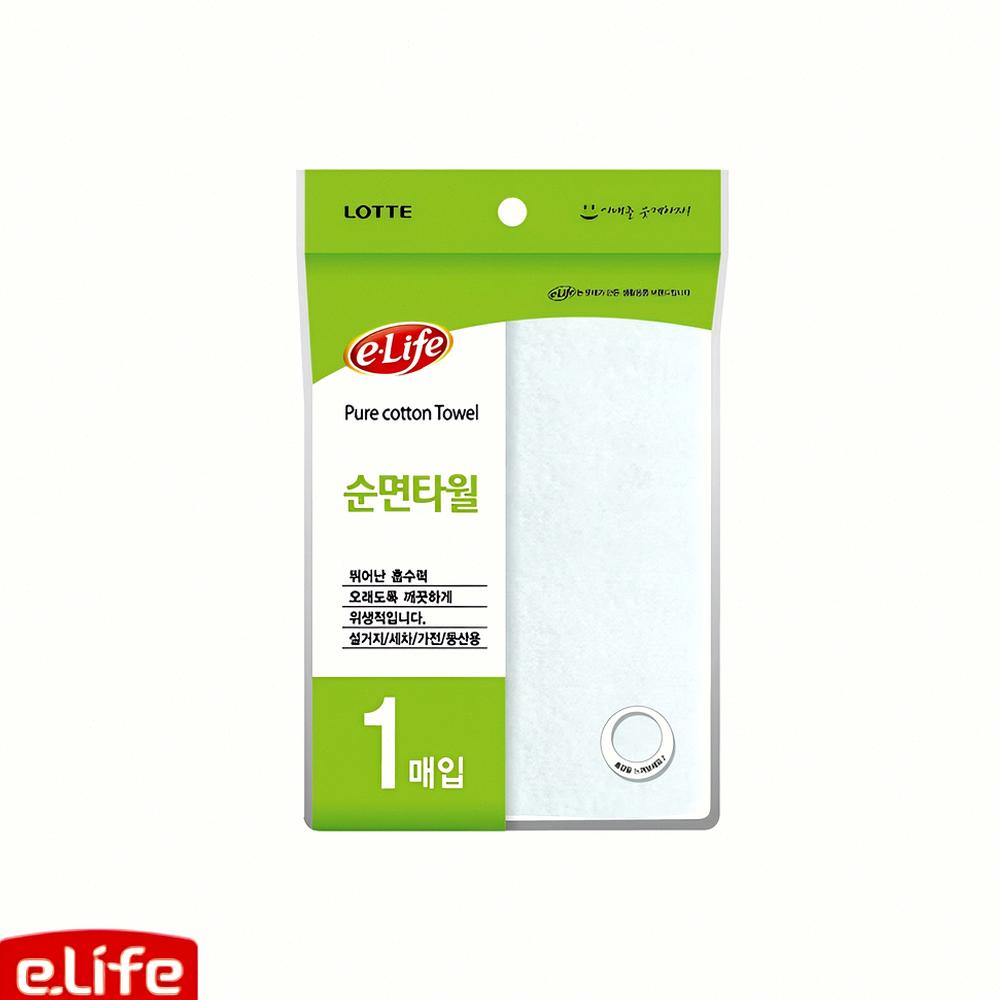 LOTTE
e·Life
Pure cotton Towel
순면타월
뛰어난 흡수력
오래도록 깨끗하게
위생적입니다.
설거지/세차/가전/등산용
1매입
e.Life